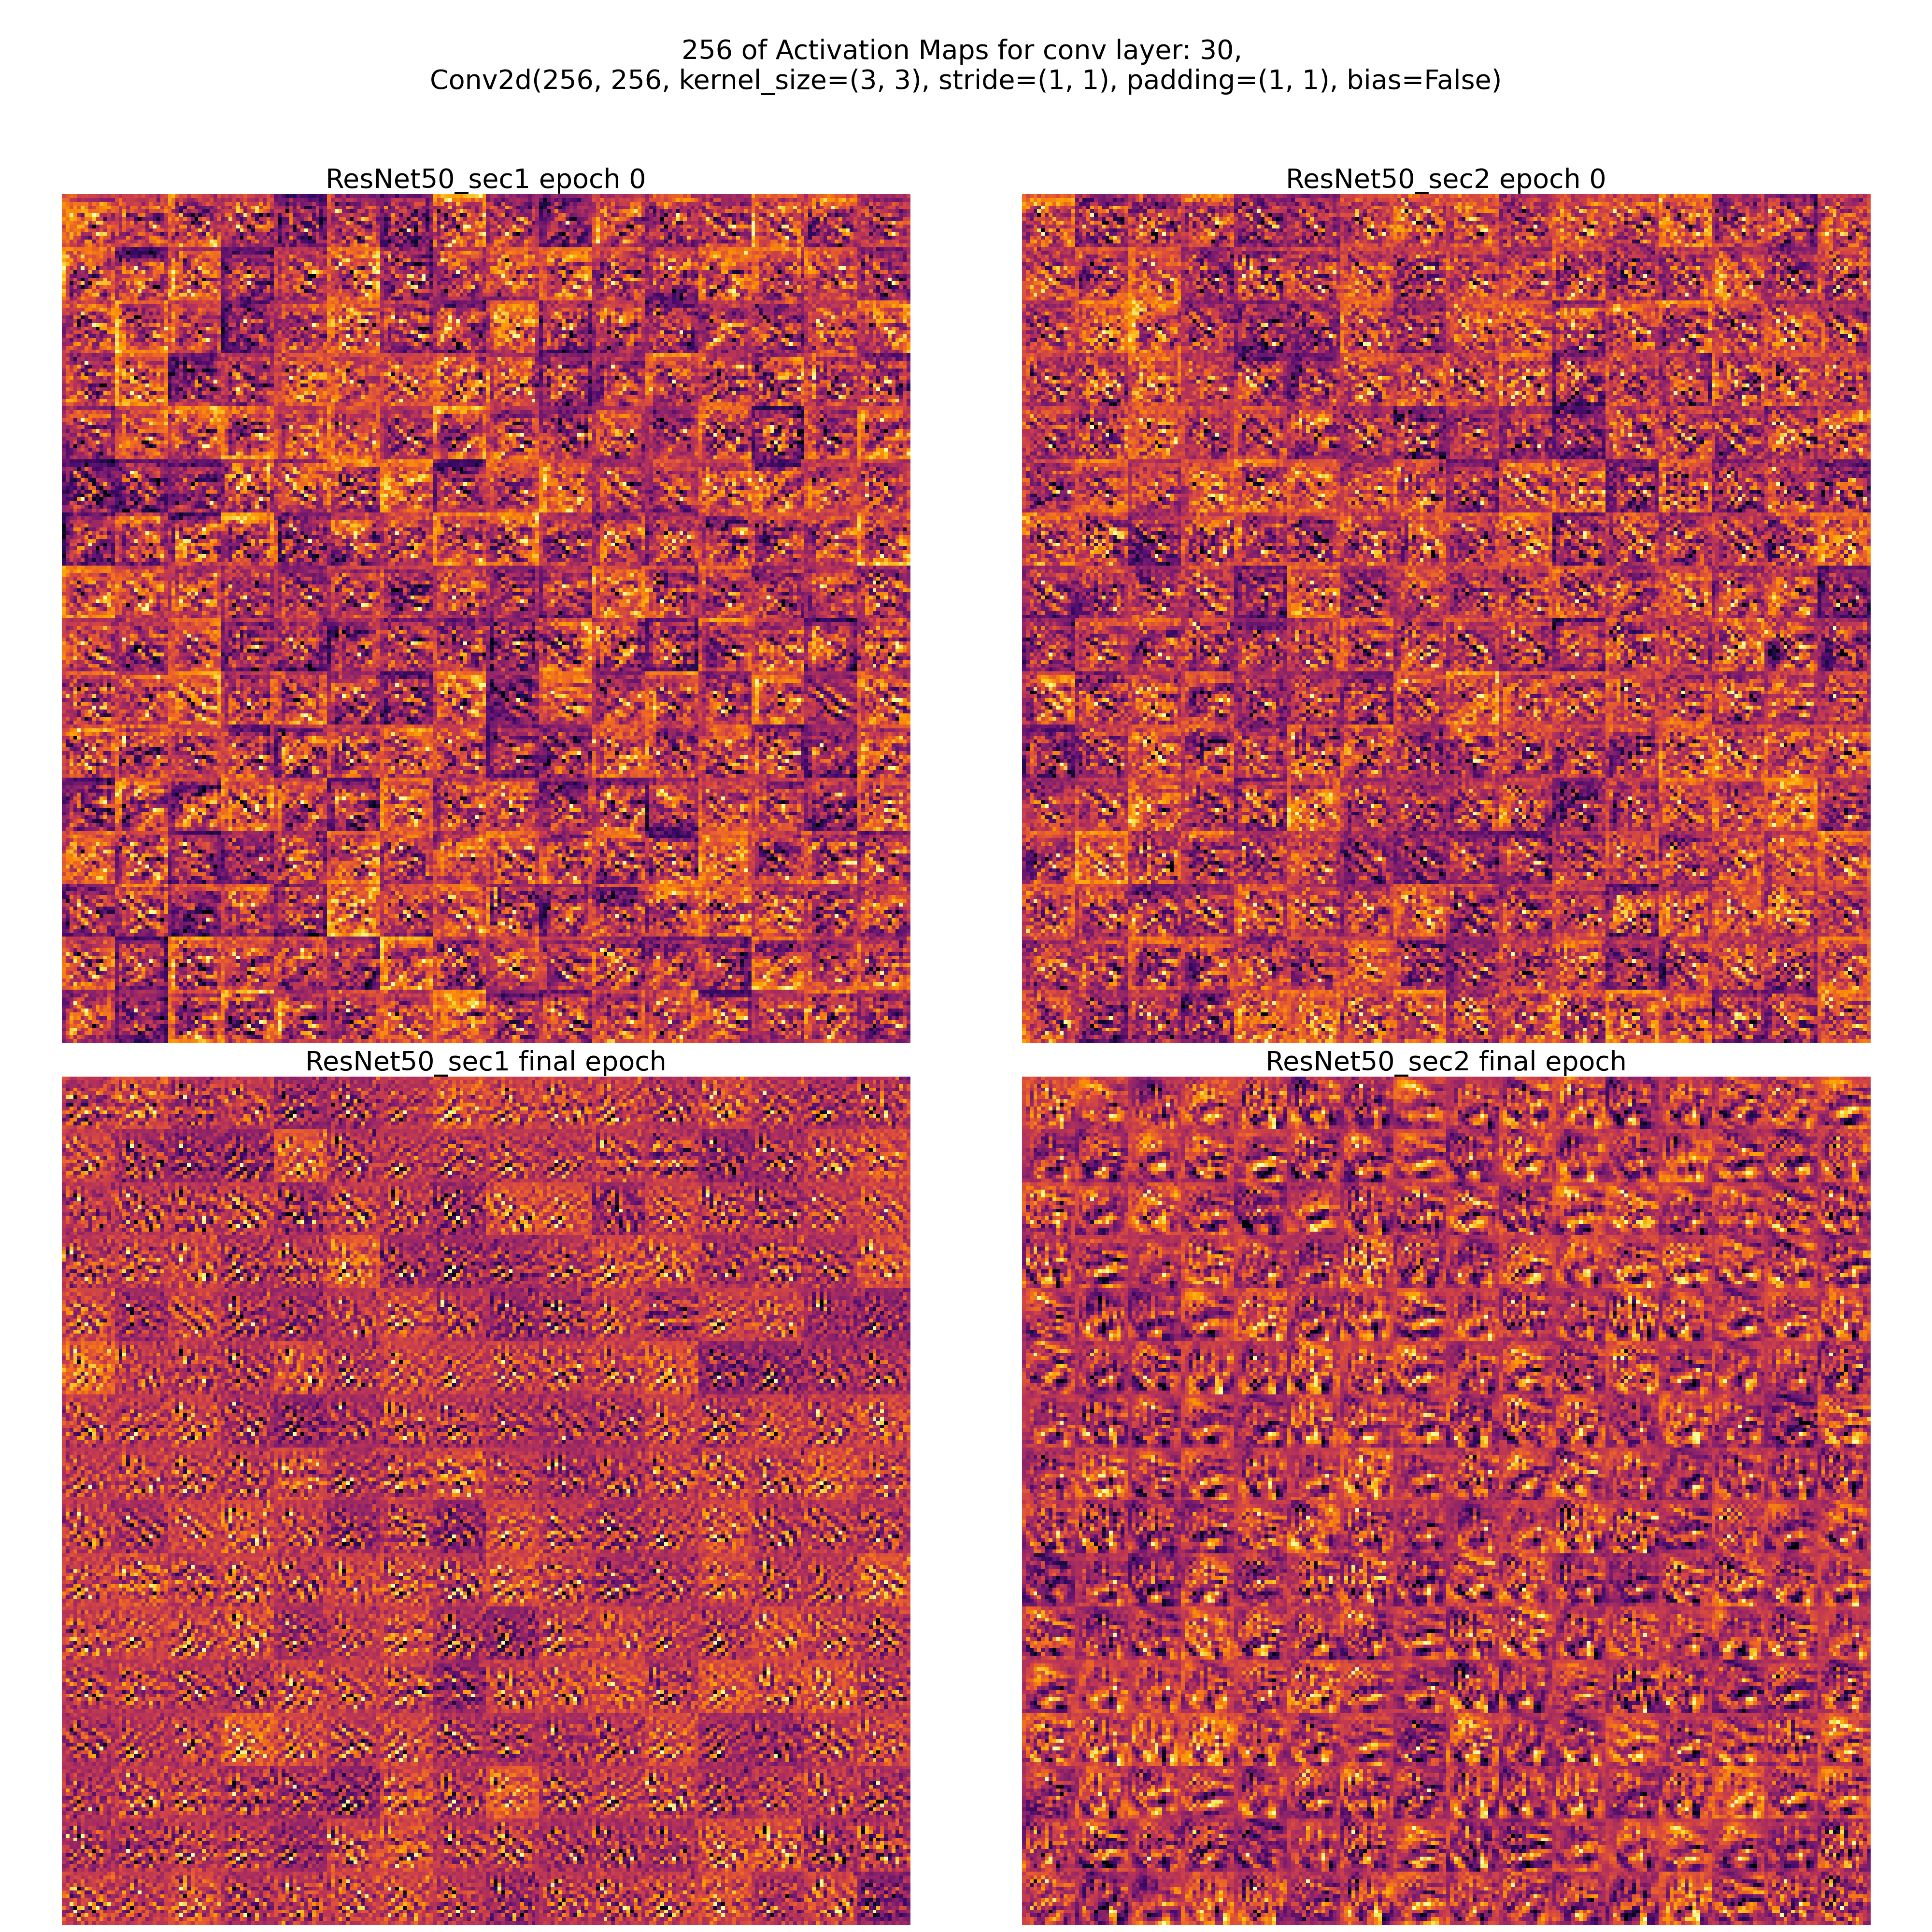 256 of Activation Maps for conv layer: 30,
Conv2d(256, 256, kernel_size=(3, 3), stride=(1, 1), padding=(1, 1), bias=False)
ResNet50_sec1 epoch 0
ResNet50_sec2 epoch 0
ResNet50_sec1 final epoch
ResNet50_sec2 final epoch